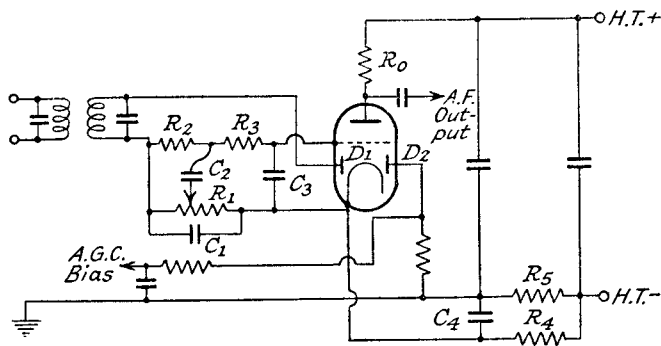 H.T.+
R0
A.F.
Out-
put
R2
R3
D1
D2
C2
C3
R1
C1
A.G.C.
Bias
R5
H.T.-
C4
R4